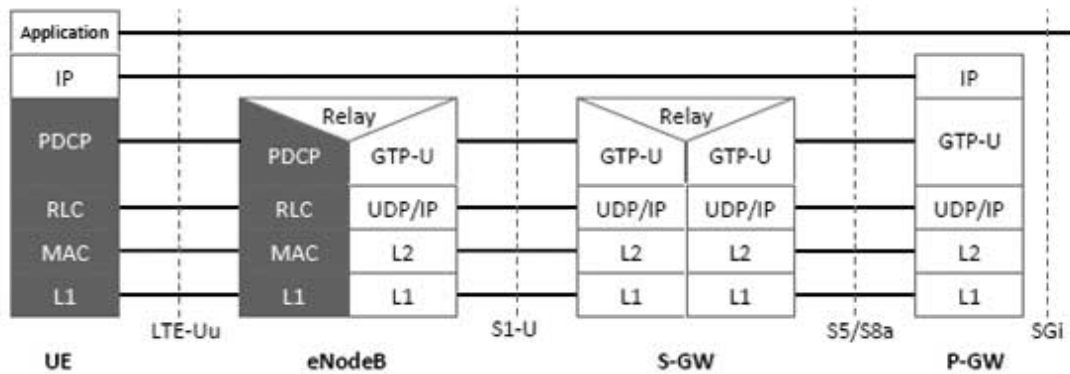 Application
IP IP
Relay Relay
PDCP PDCP GTP-U GTP-U GTP-U GTP-U
RLC RLC UDP/IP UDP/IP UDP/IP UDP/IP
MAC MAC L2 L2 L2 L2
L1 L1 L1 L1 L1 L1
LTE-Uu S1-U S5/S8a SGi
UE eNodeB S-GW P-GW